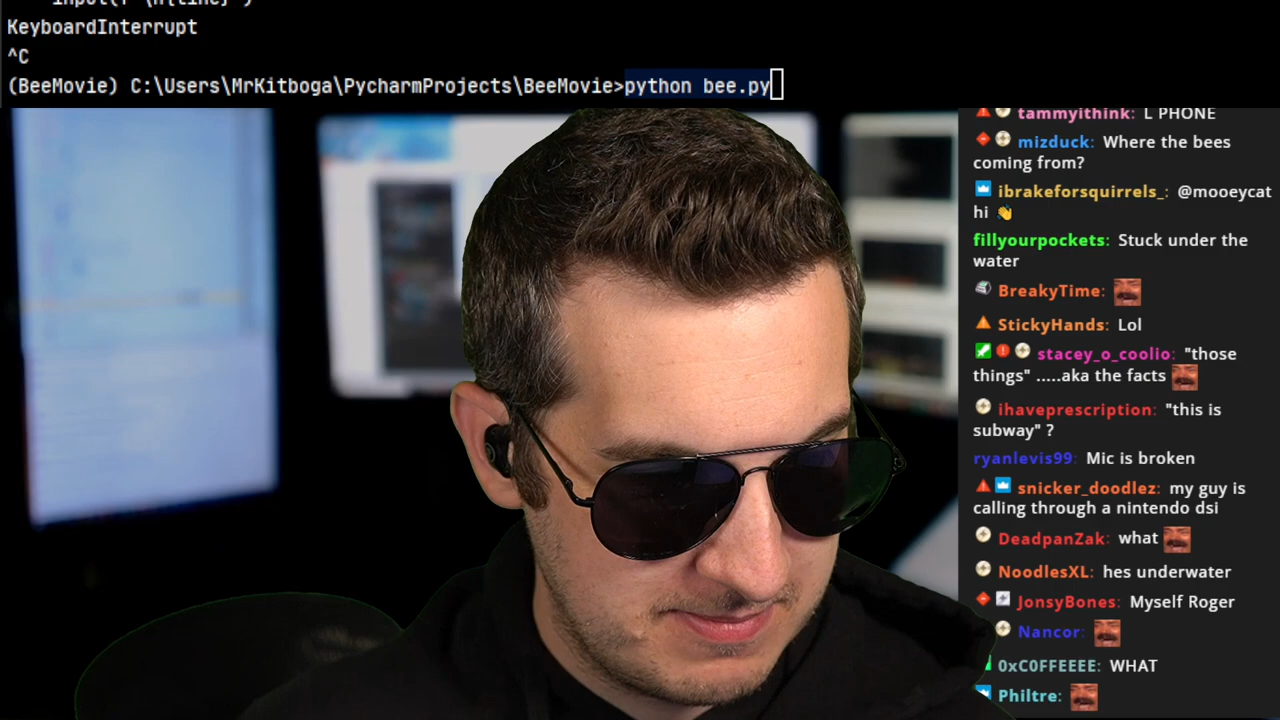 input(f"\n{line}")
KeyboardInterrupt
^C
(BeeMovie) C:\Users\MrKitboga\PycharmProjects\BeeMovie>python bee.py
tammyithink: L PHONE
mizduck: Where the bees
coming from?
ibrakeforsquirrels_: @mooeycat
hi 👋
fillyourpockets: Stuck under the
water
BreakyTime:
StickyHands: Lol
stacey_o_coolio: "those
things" .....aka the facts
ihaveprescription: "this is
subway" ?
ryanlevis99: Mic is broken
snicker_doodlez: my guy is
calling through a nintendo dsi
DeadpanZak: what
NoodlesXL: hes underwater
JonsyBones: Myself Roger
Nancor:
0xC0FFEEEE: WHAT
Philtre: